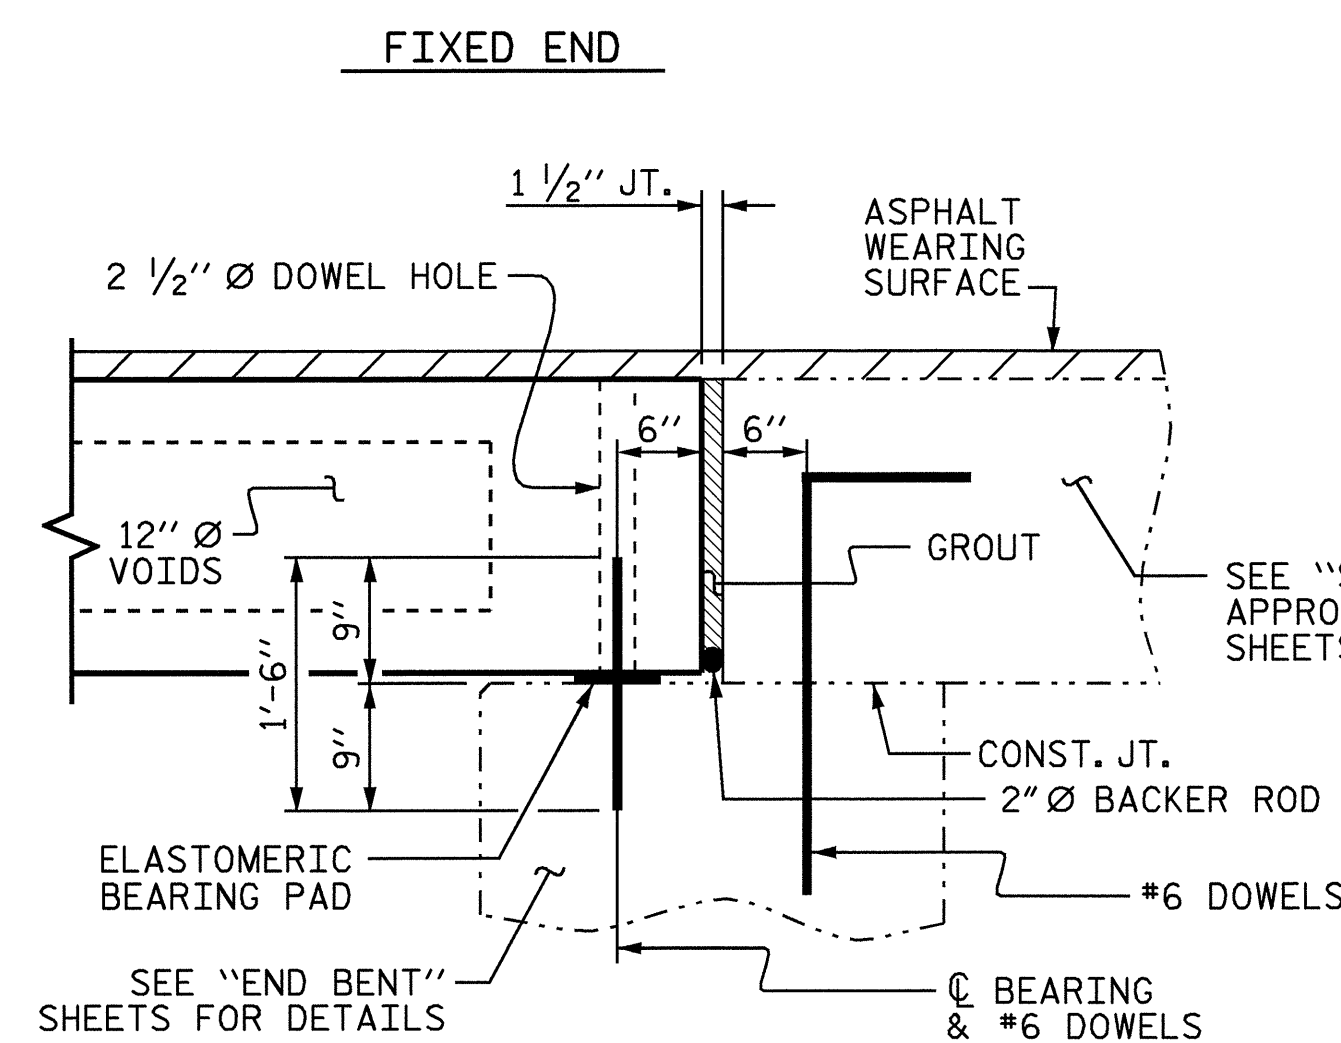 FIXED END
1 1/2" JT.
ASPHALT
WEARING
SURFACE
2 1/2" Ø DOWEL HOLE
6"
6"
12" Ø
VOIDS
GROUT
SEE "S
APPRO
SHEETS
9"
1'-6"
9"
CONST. JT.
2" Ø BACKER ROD
ELASTOMERIC
BEARING PAD
#6 DOWELS
SEE "END BENT"
SHEETS FOR DETAILS
℄ BEARING
& #6 DOWELS